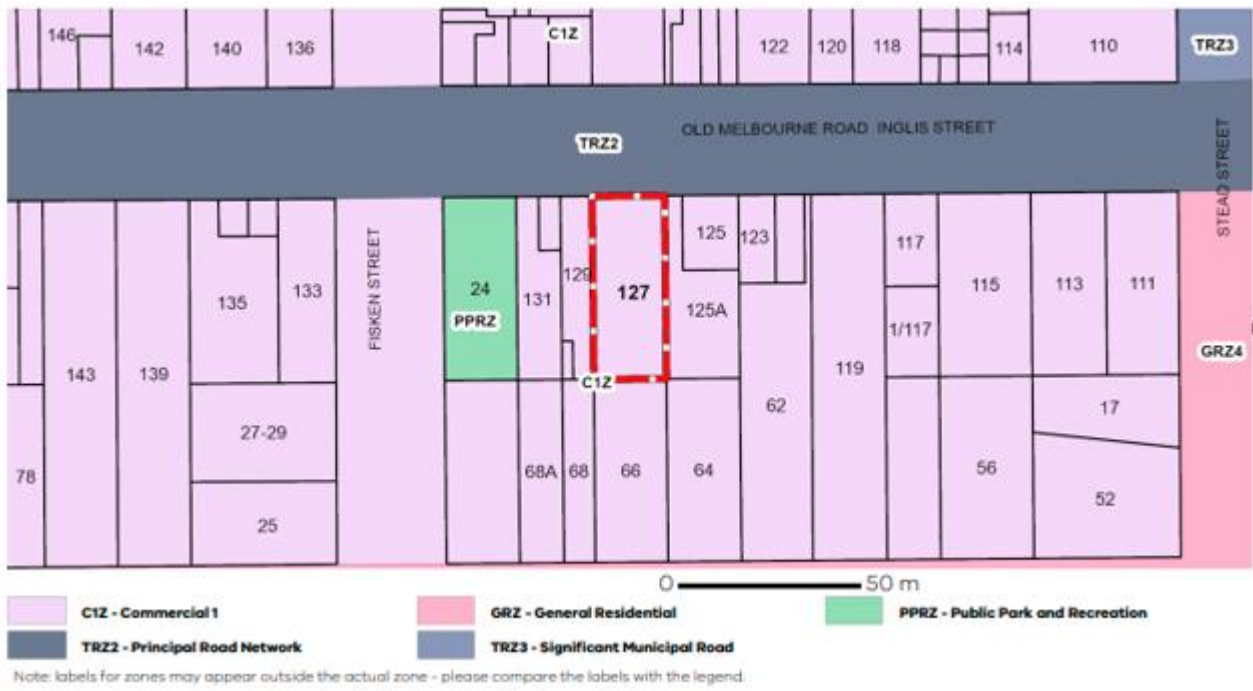 146
142
140
136
C1Z
122
120
118
114
110
TRZ3
OLD MELBOURNE ROAD INGLIS STREET
TRZ2
STEAD STREET
FISKEN STREET
143
139
135
133
24
PPRZ
131
129
127
125
125A
123
119
117
1/117
115
113
111
GRZ4
C1Z
78
27-29
25
68A
68
66
64
62
56
17
52
0 50 m
C1Z - Commercial 1
GRZ - General Residential
PPRZ - Public Park and Recreation
TRZ2 - Principal Road Network
TRZ3 - Significant Municipal Road
Note: labels for zones may appear outside the actual zone - please compare the labels with the legend.